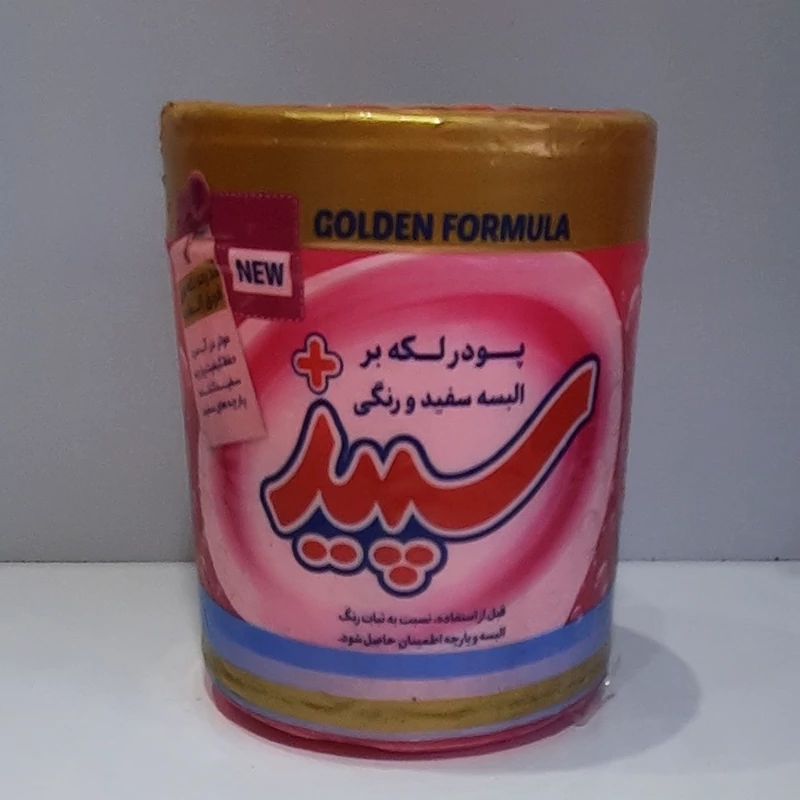 GOLDEN FORMULA
NEW
پودر لکه بر
البسه سفید و رنگی
سپید
+
قبل از استفاده، نسبت به ثبات رنگ
البسه و پارچه اطمینان حاصل شود.